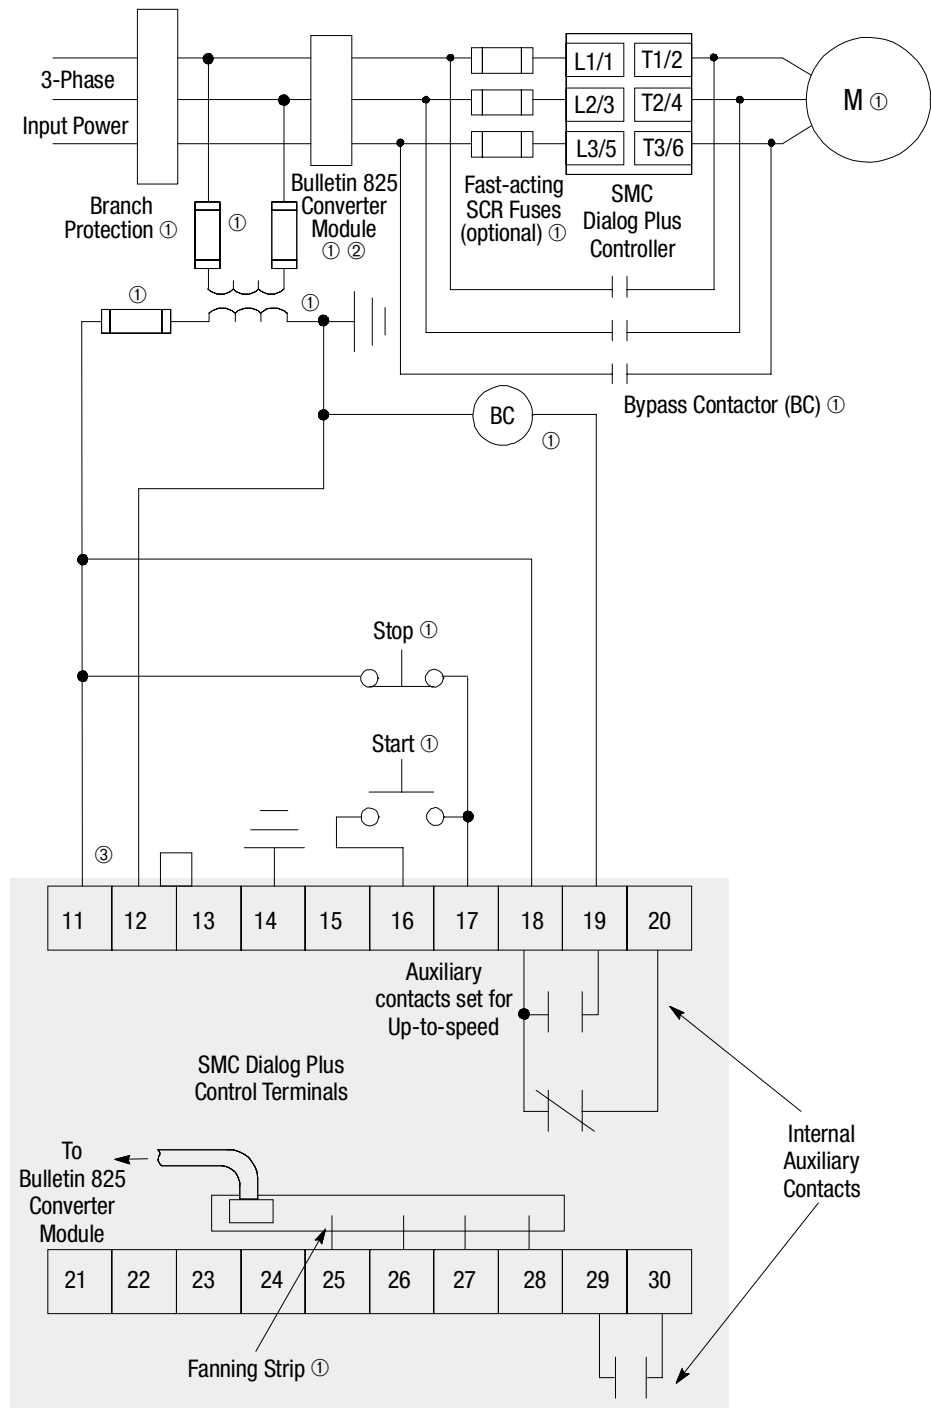 3-Phase
Input Power
L1/1 T1/2
L2/3 T2/4
L3/5 T3/6
M ①
Branch
Protection ①
①
Bulletin 825
Converter
Module
① ②
Fast-acting
SCR Fuses
(optional) ①
SMC
Dialog Plus
Controller
①
①
Bypass Contactor (BC) ①
BC
①
Stop ①
Start ①
③
11 12 13 14 15 16 17 18 19 20
Auxiliary
contacts set for
Up-to-speed
SMC Dialog Plus
Control Terminals
Internal
Auxiliary
Contacts
To
Bulletin 825
Converter
Module
21 22 23 24 25 26 27 28 29 30
Fanning Strip ①